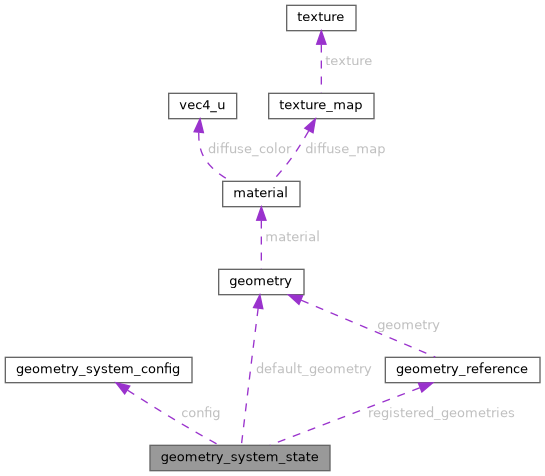 texture
texture
vec4_u
texture_map
diffuse_color
diffuse_map
material
material
geometry
geometry
geometry_system_config
default_geometry
geometry_reference
config
registered_geometries
geometry_system_state